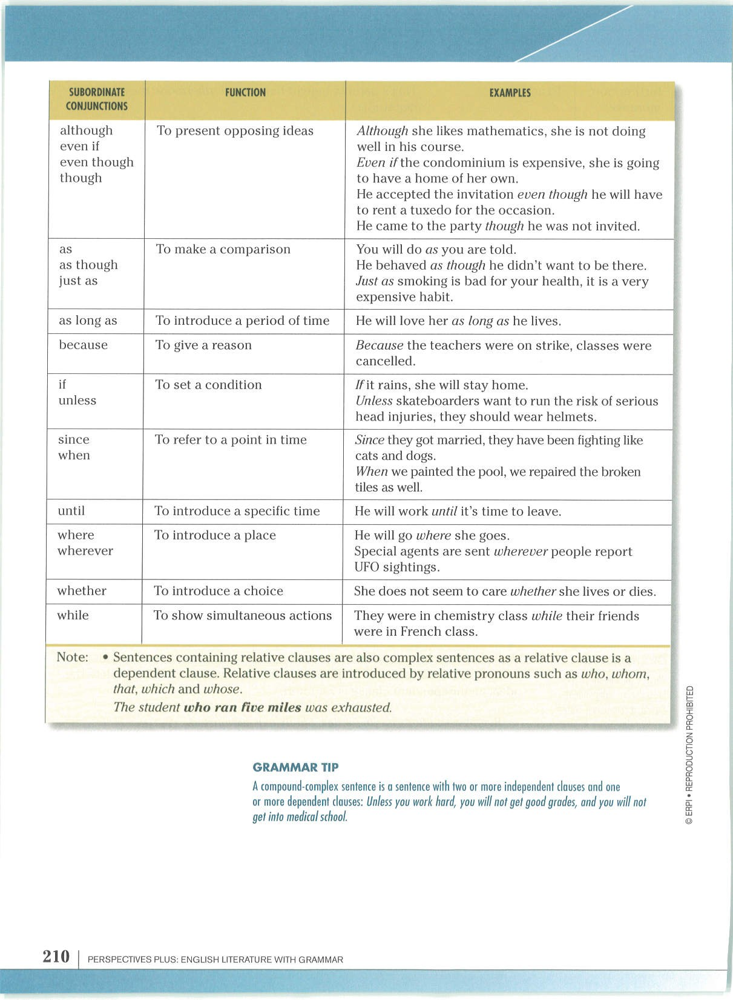 SUBORDINATE CONJUNCTIONS FUNCTION EXAMPLES
although
even if
even though
though
To present opposing ideas
Although she likes mathematics, she is not doing
well in his course.
Even if the condominium is expensive, she is going
to have a home of her own.
He accepted the invitation even though he will have
to rent a tuxedo for the occasion.
He came to the party though he was not invited.
as
as though
just as
To make a comparison
You will do as you are told.
He behaved as though he didn't want to be there.
Just as smoking is bad for your health, it is a very
expensive habit.
as long as
To introduce a period of time
He will love her as long as he lives.
because
To give a reason
Because the teachers were on strike, classes were
cancelled.
if
unless
To set a condition
If it rains, she will stay home.
Unless skateboarders want to run the risk of serious
head injuries, they should wear helmets.
since
when
To refer to a point in time
Since they got married, they have been fighting like
cats and dogs.
When we painted the pool, we repaired the broken
tiles as well.
until
To introduce a specific time
He will work until it's time to leave.
where
wherever
To introduce a place
He will go where she goes.
Special agents are sent wherever people report
UFO sightings.
whether
To introduce a choice
She does not seem to care whether she lives or dies.
while
To show simultaneous actions
They were in chemistry class while their friends
were in French class.
Note: • Sentences containing relative clauses are also complex sentences as a relative clause is a
dependent clause. Relative clauses are introduced by relative pronouns such as who, whom,
that, which and whose.
The student who ran five miles was exhausted.
GRAMMAR TIP
A compound-complex sentence is a sentence with two or more independent clauses and one
or more dependent clauses: Unless you work hard, you will not get good grades, and you will not
get into medical school.
© ERPI • REPRODUCTION PROHIBITED
210 | PERSPECTIVES PLUS: ENGLISH LITERATURE WITH GRAMMAR